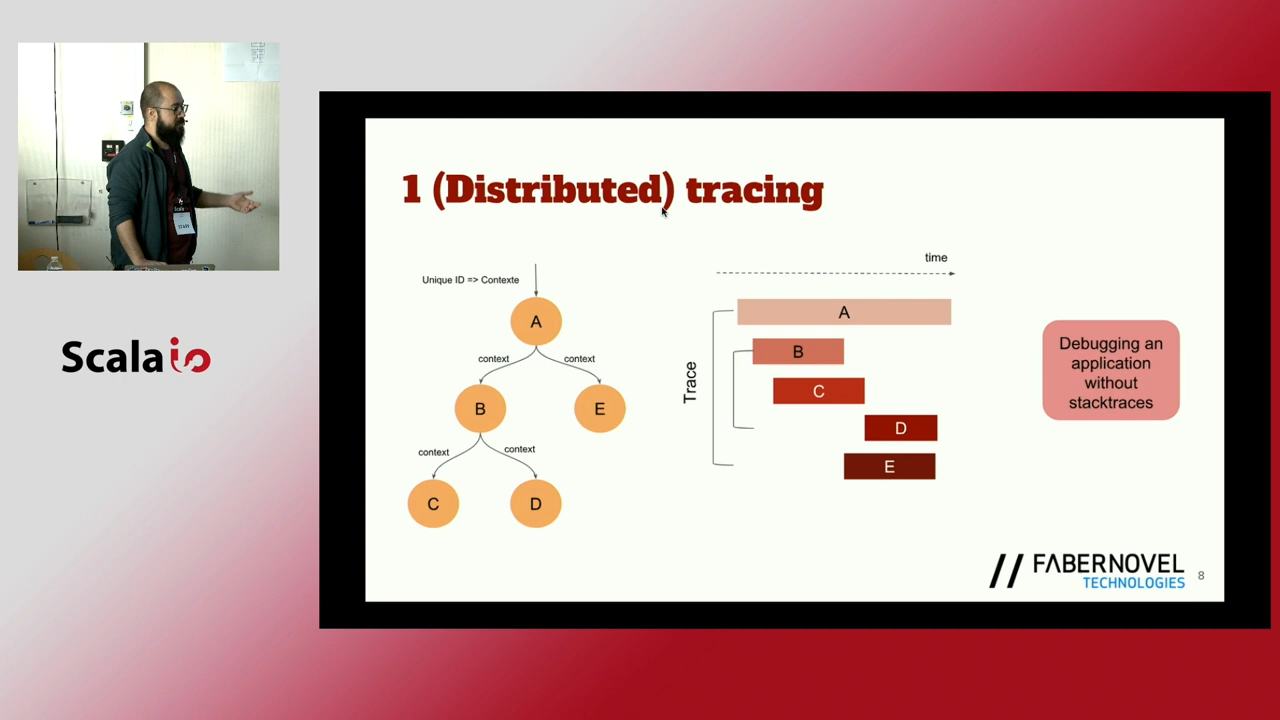 1 (Distributed) tracing
time
Unique ID => Contexte
A
A
context
context
B
Trace
C
B
E
D
context
context
E
C
D
Debugging an
application
without
stacktraces
Scala io
// FABERNOVEL
TECHNOLOGIES
8
STAFF